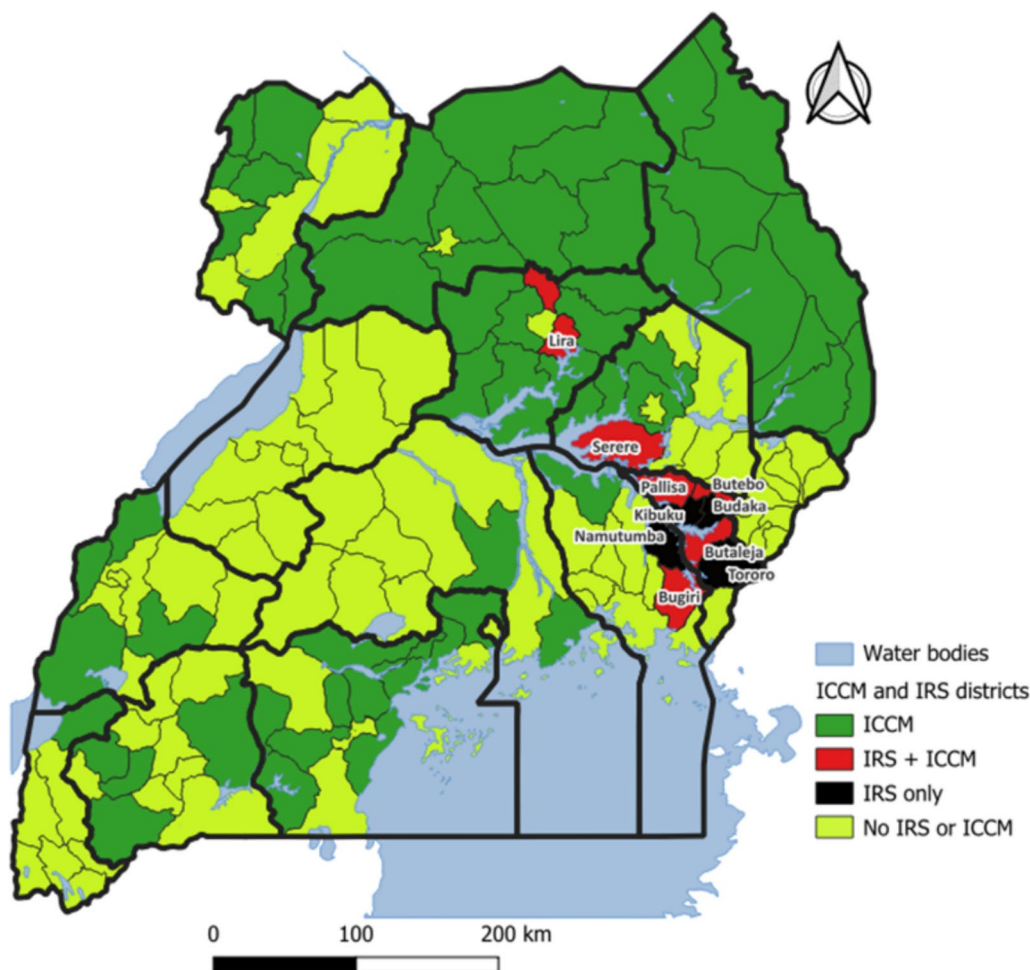 Lira
Serere
Pallisa
Butebo
Kibuku
Budaka
Namutumba
Butaleja
Tororo
Bugiri
Water bodies
ICCM and IRS districts
ICCM
IRS + ICCM
IRS only
No IRS or ICCM
0 100 200 km